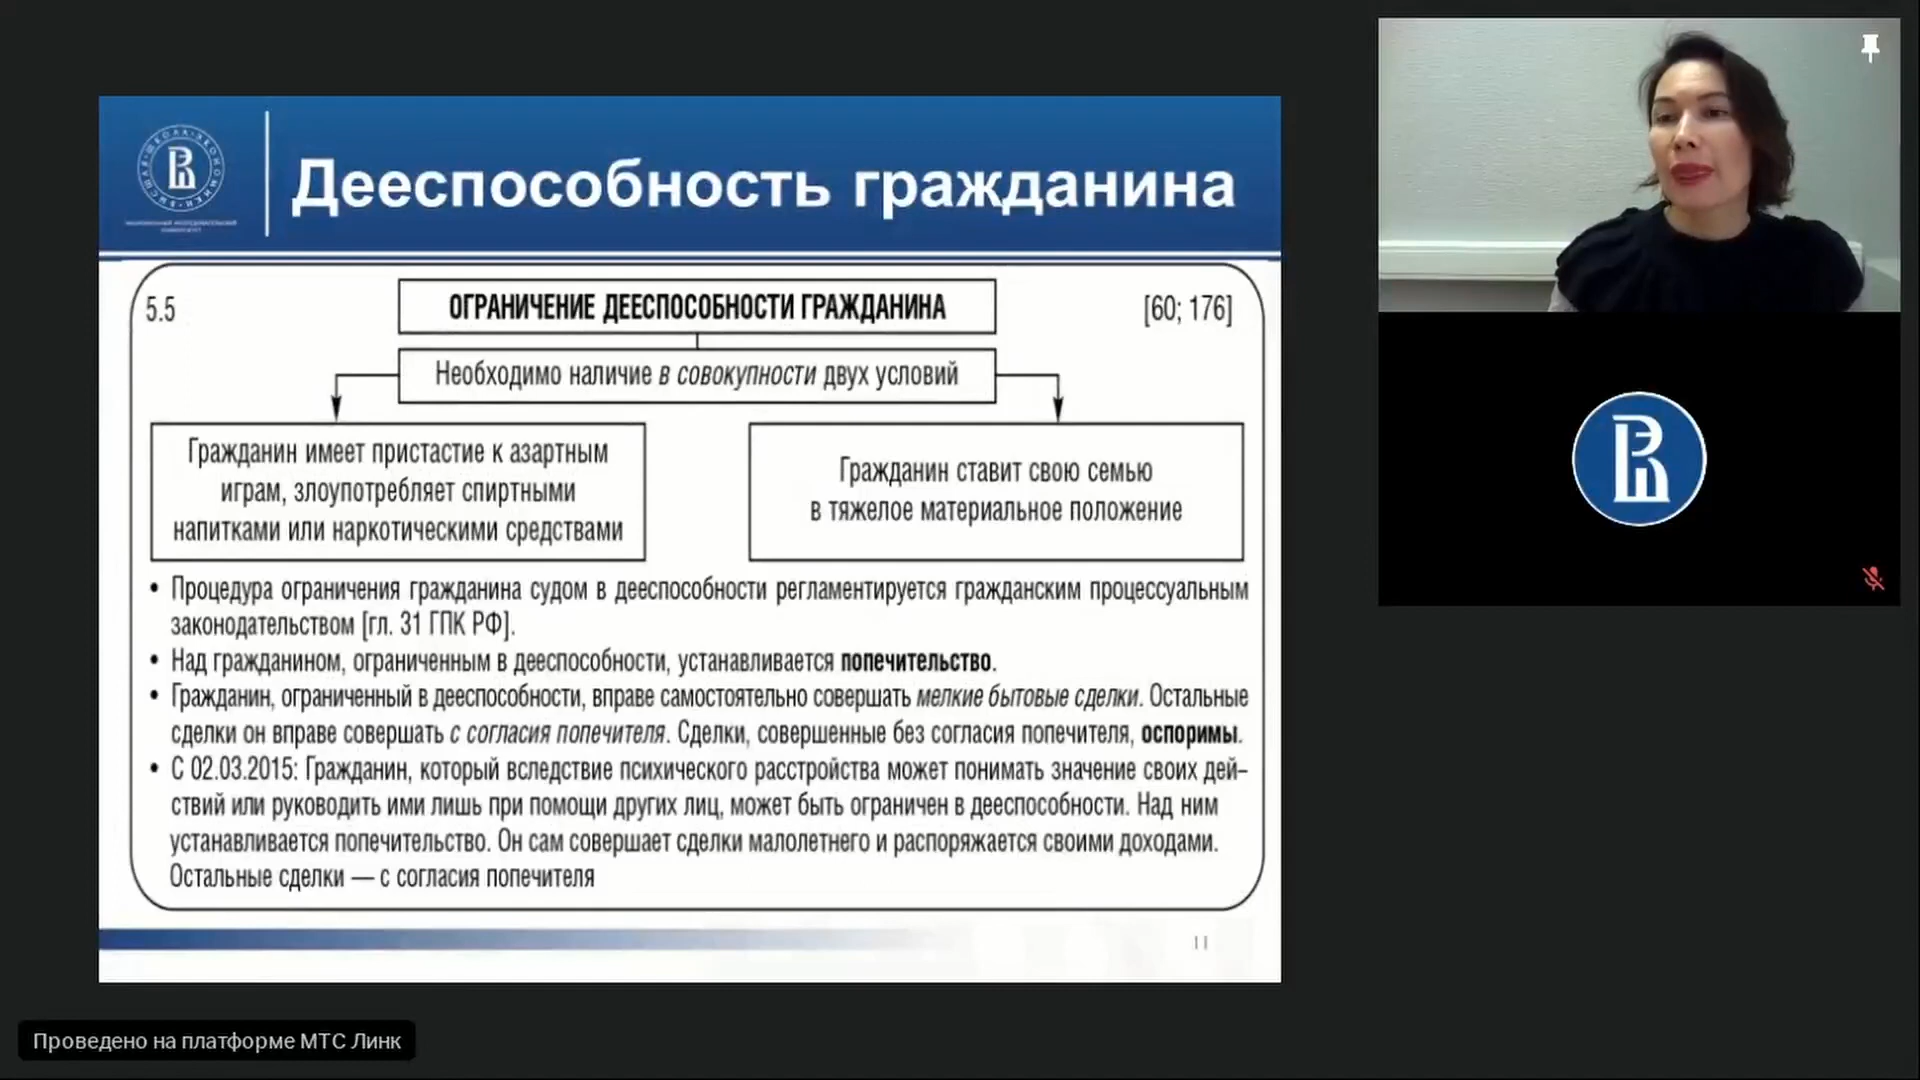 ВЫСШАЯ ШКОЛА ЭКОНОМИКИ
НАЦИОНАЛЬНЫЙ ИССЛЕДОВАТЕЛЬСКИЙ
УНИВЕРСИТЕТ
Дееспособность гражданина
5.5
ОГРАНИЧЕНИЕ ДЕЕСПОСОБНОСТИ ГРАЖДАНИНА
[60; 176]
Необходимо наличие в совокупности двух условий
Гражданин имеет пристастие к азартным
играм, злоупотребляет спиртными
напитками или наркотическими средствами
Гражданин ставит свою семью
в тяжелое материальное положение
• Процедура ограничения гражданина судом в дееспособности регламентируется гражданским процессуальным
законодательством [гл. 31 ГПК РФ].
• Над гражданином, ограниченным в дееспособности, устанавливается попечительство.
• Гражданин, ограниченный в дееспособности, вправе самостоятельно совершать мелкие бытовые сделки. Остальные
сделки он вправе совершать с согласия попечителя. Сделки, совершенные без согласия попечителя, оспоримы.
• С 02.03.2015: Гражданин, который вследствие психического расстройства может понимать значение своих дей–
ствий или руководить ими лишь при помощи других лиц, может быть ограничен в дееспособности. Над ним
устанавливается попечительство. Он сам совершает сделки малолетнего и распоряжается своими доходами.
Остальные сделки — с согласия попечителя
11
Проведено на платформе МТС Линк